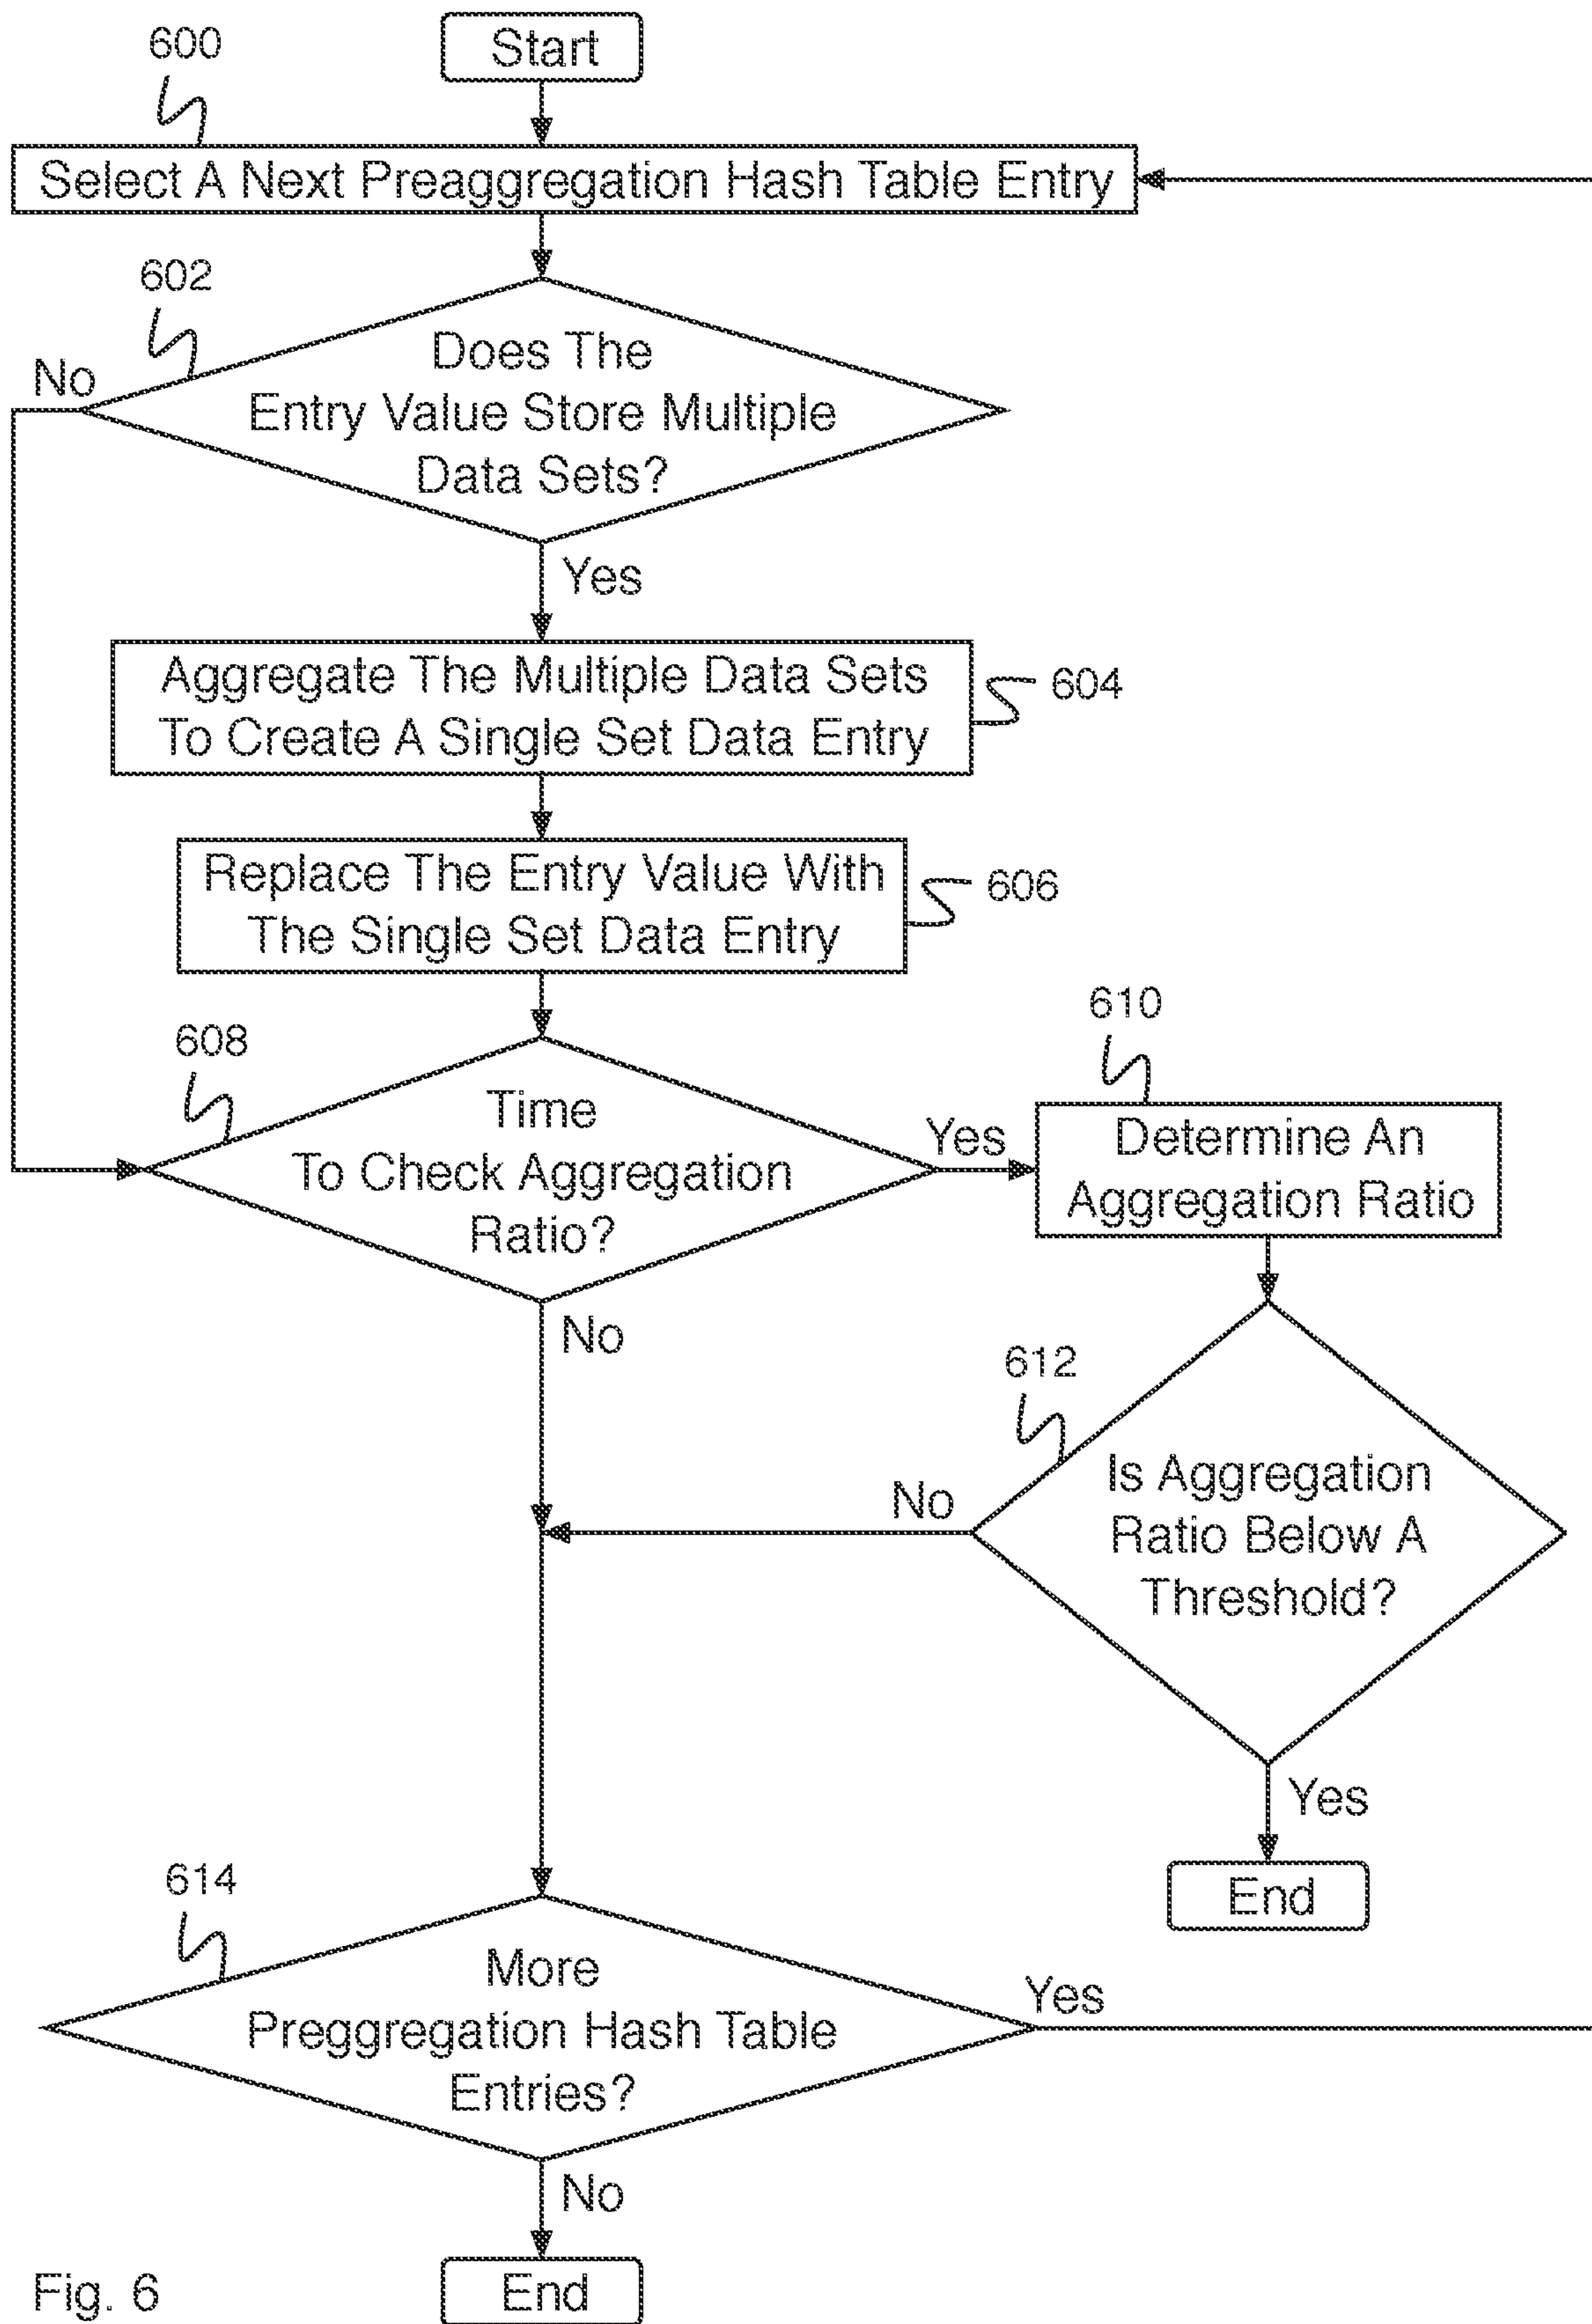 600
Start
Select A Next Preaggregation Hash Table Entry
602
No
Does The
Entry Value Store Multiple
Data Sets?
Yes
Aggregate The Multiple Data Sets
To Create A Single Set Data Entry
604
Replace The Entry Value With
The Single Set Data Entry
606
608
Time
To Check Aggregation
Ratio?
Yes
610
Determine An
Aggregation Ratio
No
612
Is Aggregation
Ratio Below A
Threshold?
No
Yes
End
614
More
Preggregation Hash Table
Entries?
Yes
No
End
Fig. 6